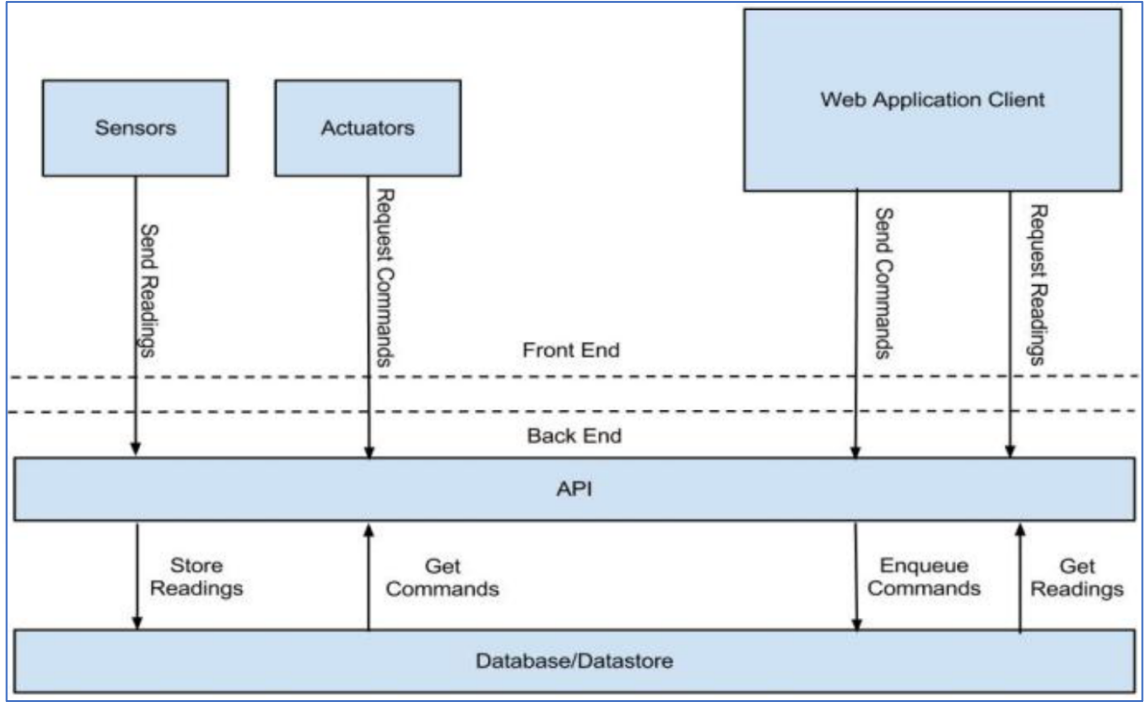 Web Application Client
Sensors
Actuators
Send Readings
Request Commands
Send Commands
Request Readings
Front End
Back End
API
Store
Readings
Get
Commands
Enqueue
Commands
Get
Readings
Database/Datastore